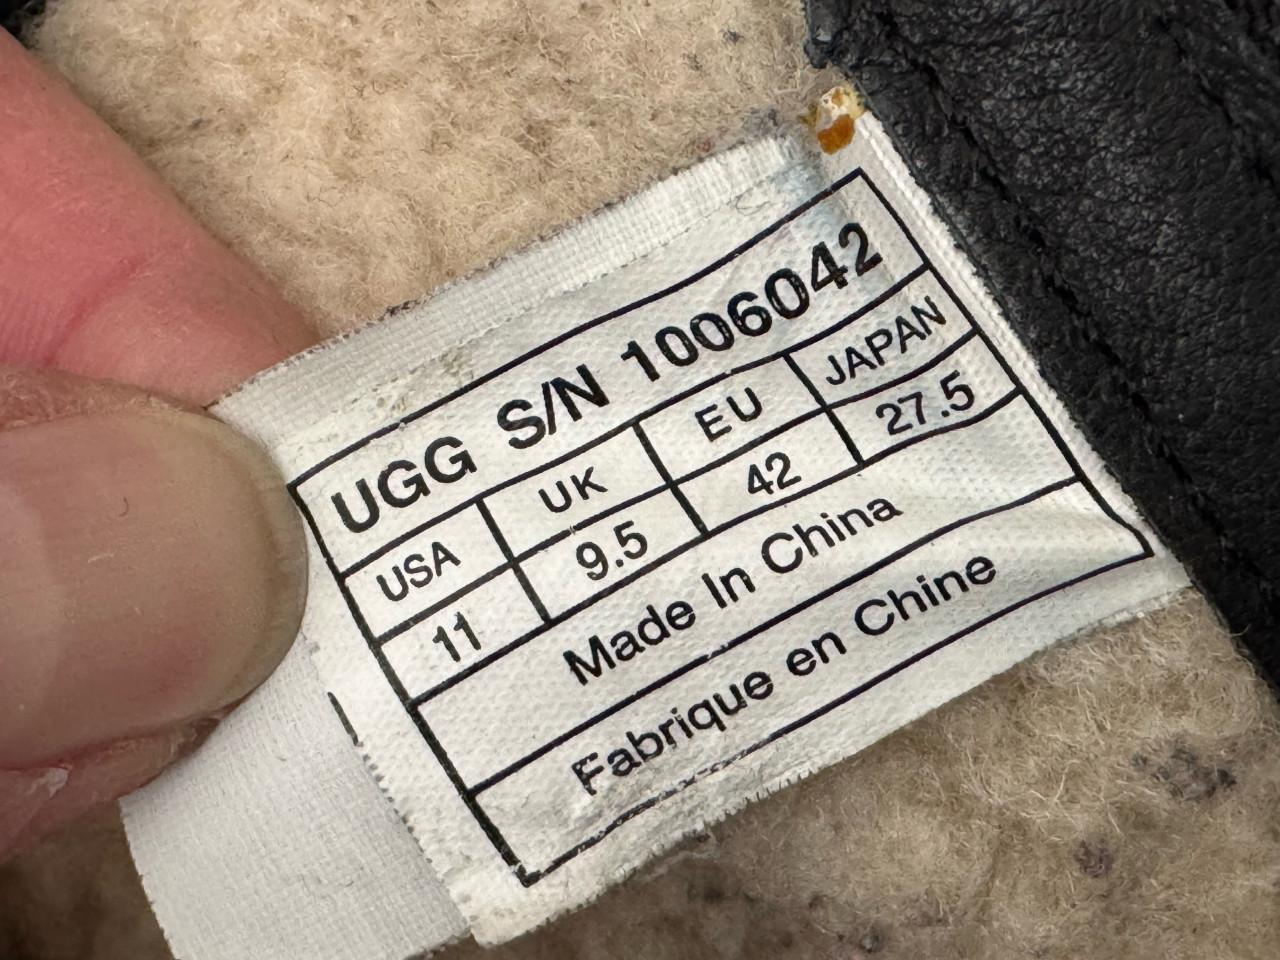 UGG S/N 1006042
USA UK EU JAPAN
11 9.5 42 27.5
Made In China
Fabrique en Chine